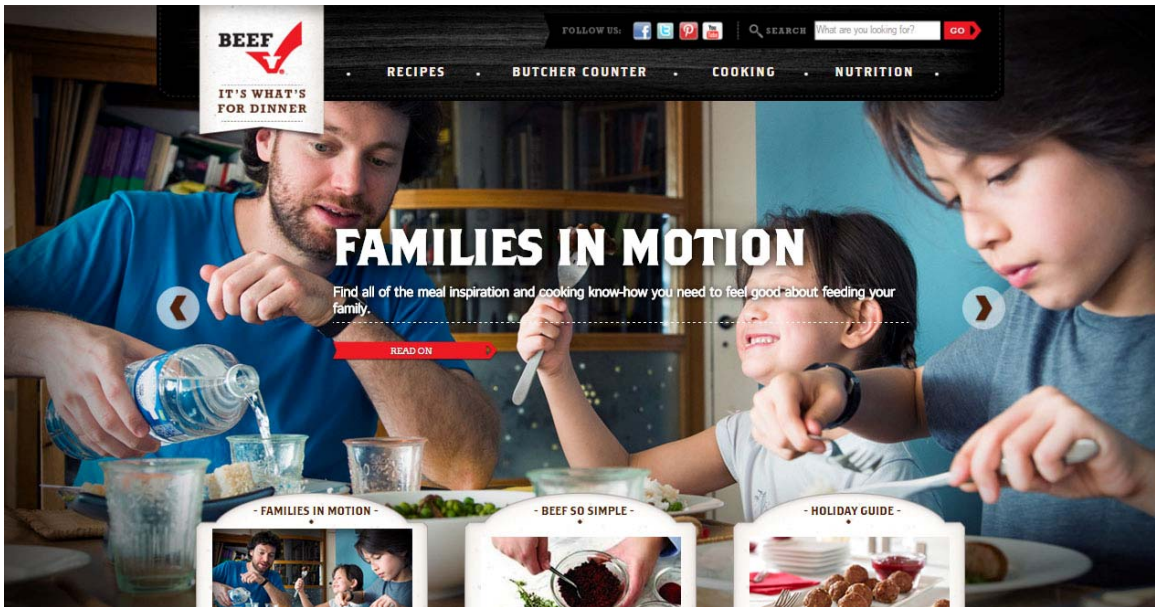 BEEF
IT'S WHAT'S
FOR DINNER
FOLLOW US:
SEARCH
What are you looking for?
GO
RECIPES
BUTCHER COUNTER
COOKING
NUTRITION
FAMILIES IN MOTION
Find all of the meal inspiration and cooking know-how you need to feel good about feeding your
family.
READ ON
- FAMILIES IN MOTION -
- BEEF SO SIMPLE -
- HOLIDAY GUIDE -